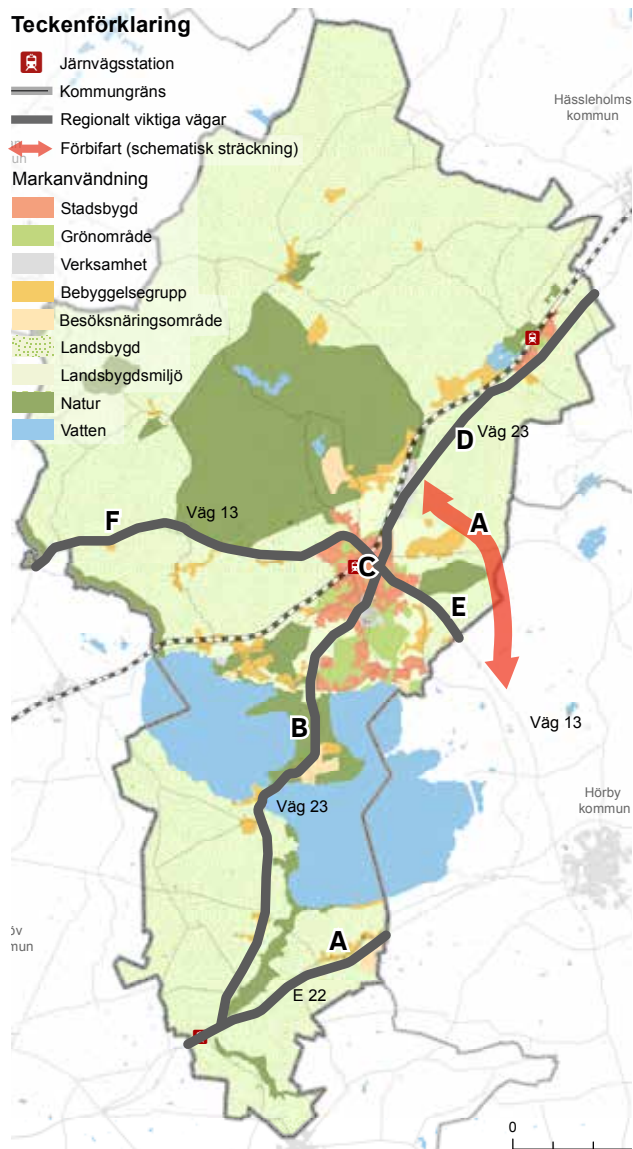 Teckenförklaring
Järnvägsstation
Kommungräns
Regionalt viktiga vägar
Förbifart (schematisk sträckning)
Markanvändning
Stadsbygd
Grönområde
Verksamhet
Bebyggelsegrupp
Besöksnäringsområde
Landsbygd
Landsbygdsmiljö
Natur
Vatten
Hässleholms
kommun
D
Väg 23
A
F
Väg 13
C
E
B
Väg 13
Väg 23
Hörby
kommun
A
E 22
0